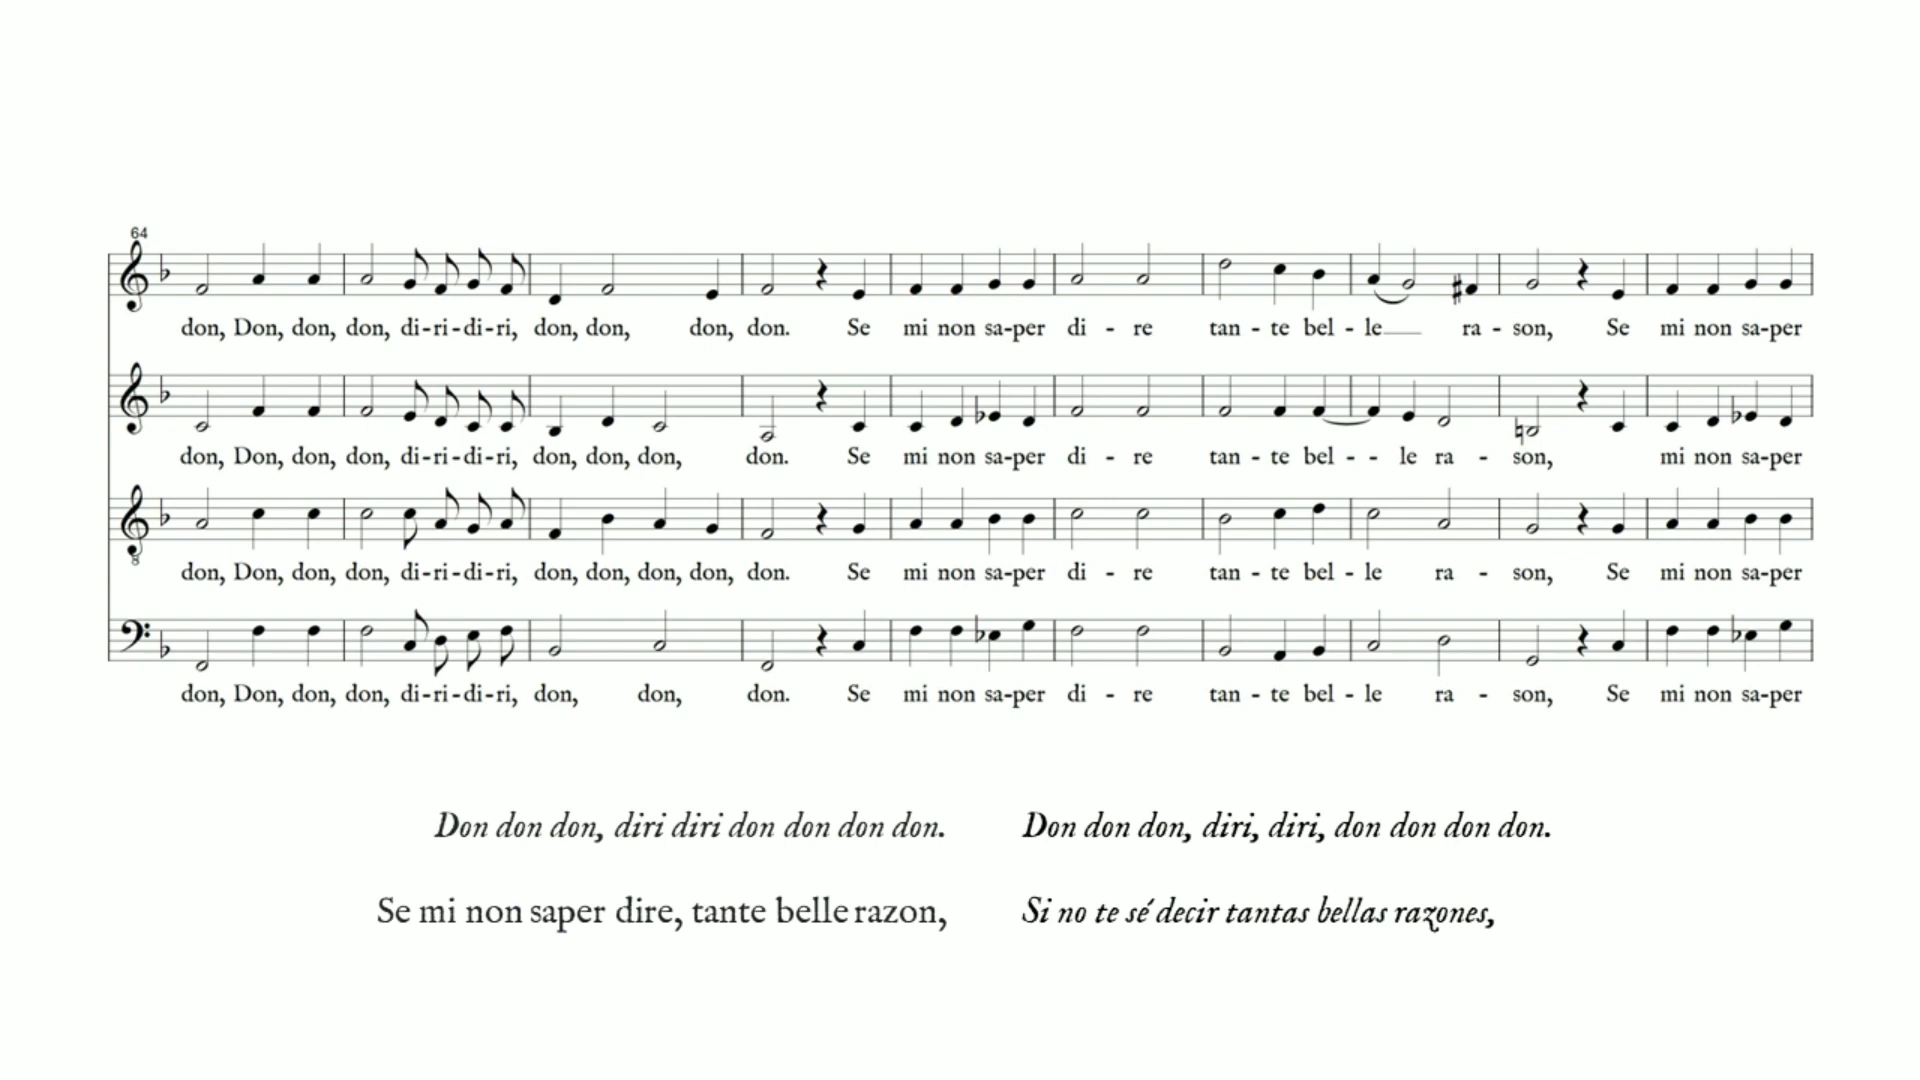 64
don, Don, don, don, di-ri-di-ri, don, don, don, don. Se mi non sa-per di - re tan - te bel - le ra - son, Se mi non sa-per
don, Don, don, don, di-ri-di-ri, don, don, don, don. Se mi non sa-per di - re tan - te bel - - le ra - son, mi non sa-per
don, Don, don, don, di-ri-di-ri, don, don, don, don, don. Se mi non sa-per di - re tan - te bel - le ra - son, Se mi non sa-per
don, Don, don, don, di-ri-di-ri, don, don, don. Se mi non sa-per di - re tan - te bel - le ra - son, Se mi non sa-per
Don don don, diri diri don don don don.
Se mi non saper dire, tante belle razon,
Don don don, diri, diri, don don don don.
Si no te sé decir tantas bellas razones,